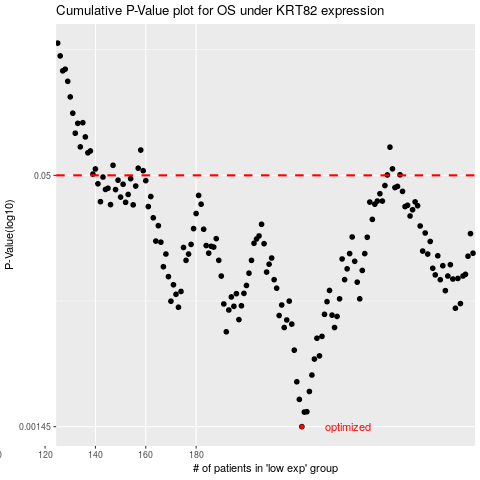 Cumulative P-Value plot for OS under KRT82 expression
P-Value(log10)
0.05
0.00145
optimized
0 120 140 160 180
# of patients in 'low exp' group